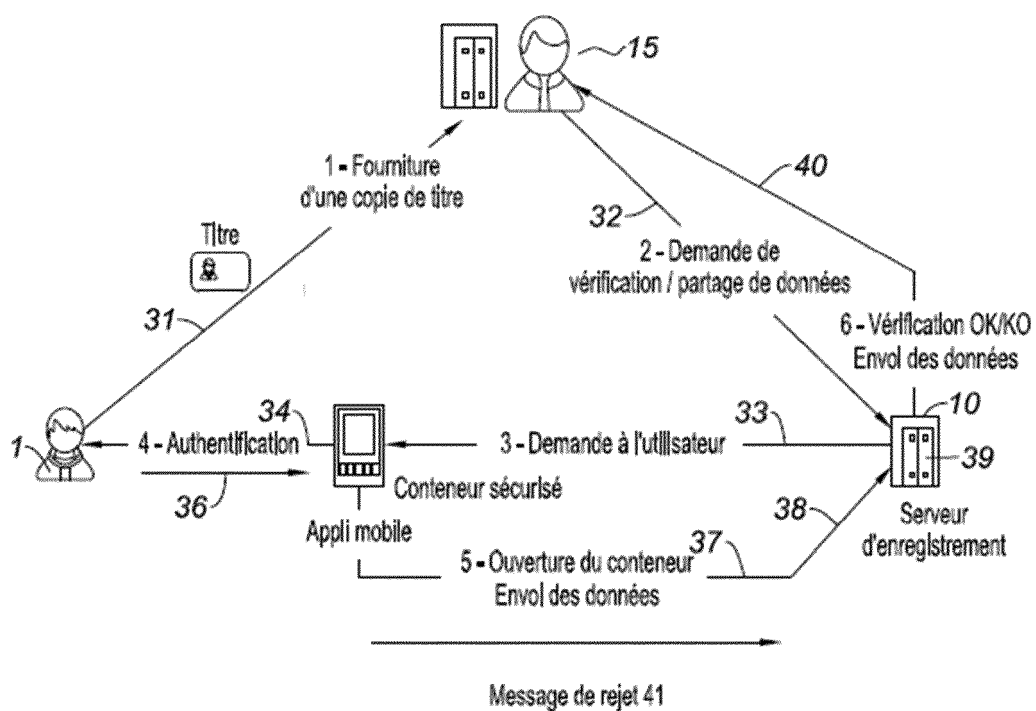 15
1 - Fourniture
d'une copie de titre
40
32
Titre
2 - Demande de
vérification / partage de données
31
6 - Vérification OK/KO
Envoi des données
10
34
33
1
4 - Authentification
3 - Demande à l'utilisateur
39
36
Conteneur sécurisé
38
Serveur
d'enregistrement
Appli mobile
37
5 - Ouverture du conteneur
Envoi des données
Message de rejet 41